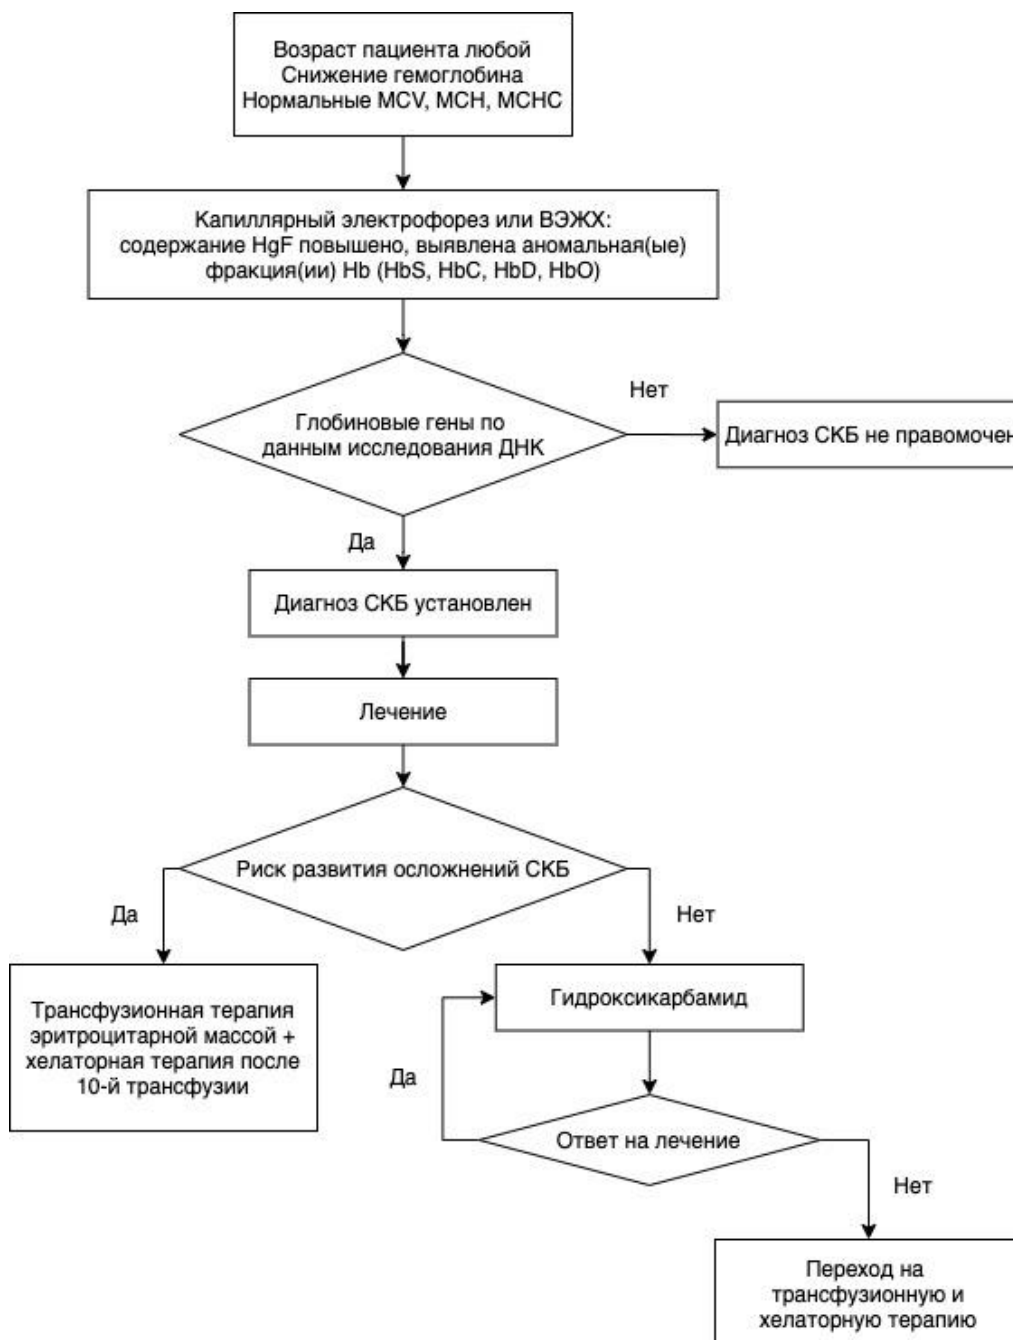 Возраст пациента любой
Снижение гемоглобина
Нормальные MCV, MCH, MCHC
Капиллярный электрофорез или ВЭЖХ:
содержание HgF повышено, выявлена аномальная(ые)
фракция(ии) Hb (HbS, HbC, HbD, HbO)
Глобиновые гены по
данным исследования ДНК
Нет
Диагноз СКБ не правомочен
Да
Диагноз СКБ установлен
Лечение
Риск развития осложнений СКБ
Да
Нет
Трансфузионная терапия
эритроцитарной массой +
хелаторная терапия после
10-й трансфузии
Гидроксикарбамид
Да
Ответ на лечение
Нет
Переход на
трансфузионную и
хелаторную терапию